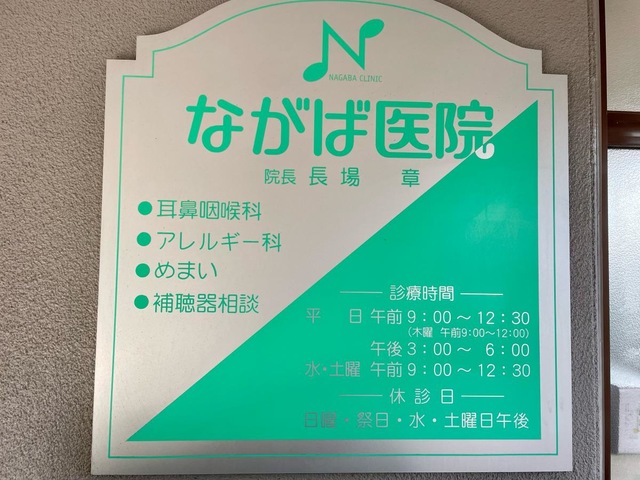 N
NAGABA CLINIC
ながば医院
院長 長場 章
●耳鼻咽喉科
●アレルギー科
●めまい
●補聴器相談
診療時間
平 日 午前 9:00～12:30
(木曜 午前9:00～12:00)
午後 3:00～ 6:00
水・土曜 午前 9:00～12:30
休診日
日曜・祭日・水・土曜日午後